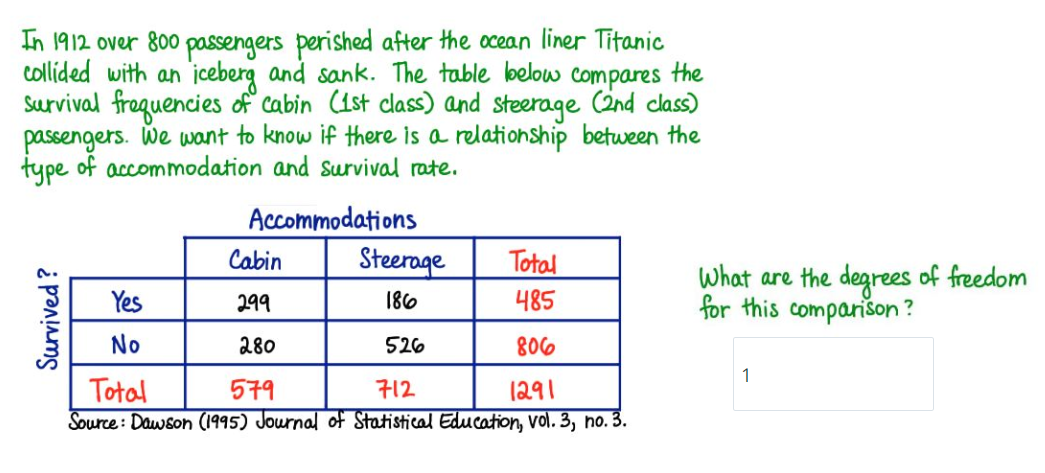 In 1912 over 800 passengers perished after the ocean liner Titanic
collided with an iceberg and sank. The table below compares the
survival frequencies of cabin (1st class) and steerage (2nd class)
passengers. We want to know if there is a relationship between the
type of accommodation and survival rate.
Accommodations
Cabin Steerage Total
Survived?
Yes 299 186 485
No 280 526 806
Total 579 712 1291
Source: Dawson (1995) Journal of Statistical Education, vol. 3, no. 3.
What are the degrees of freedom
for this comparison?
1